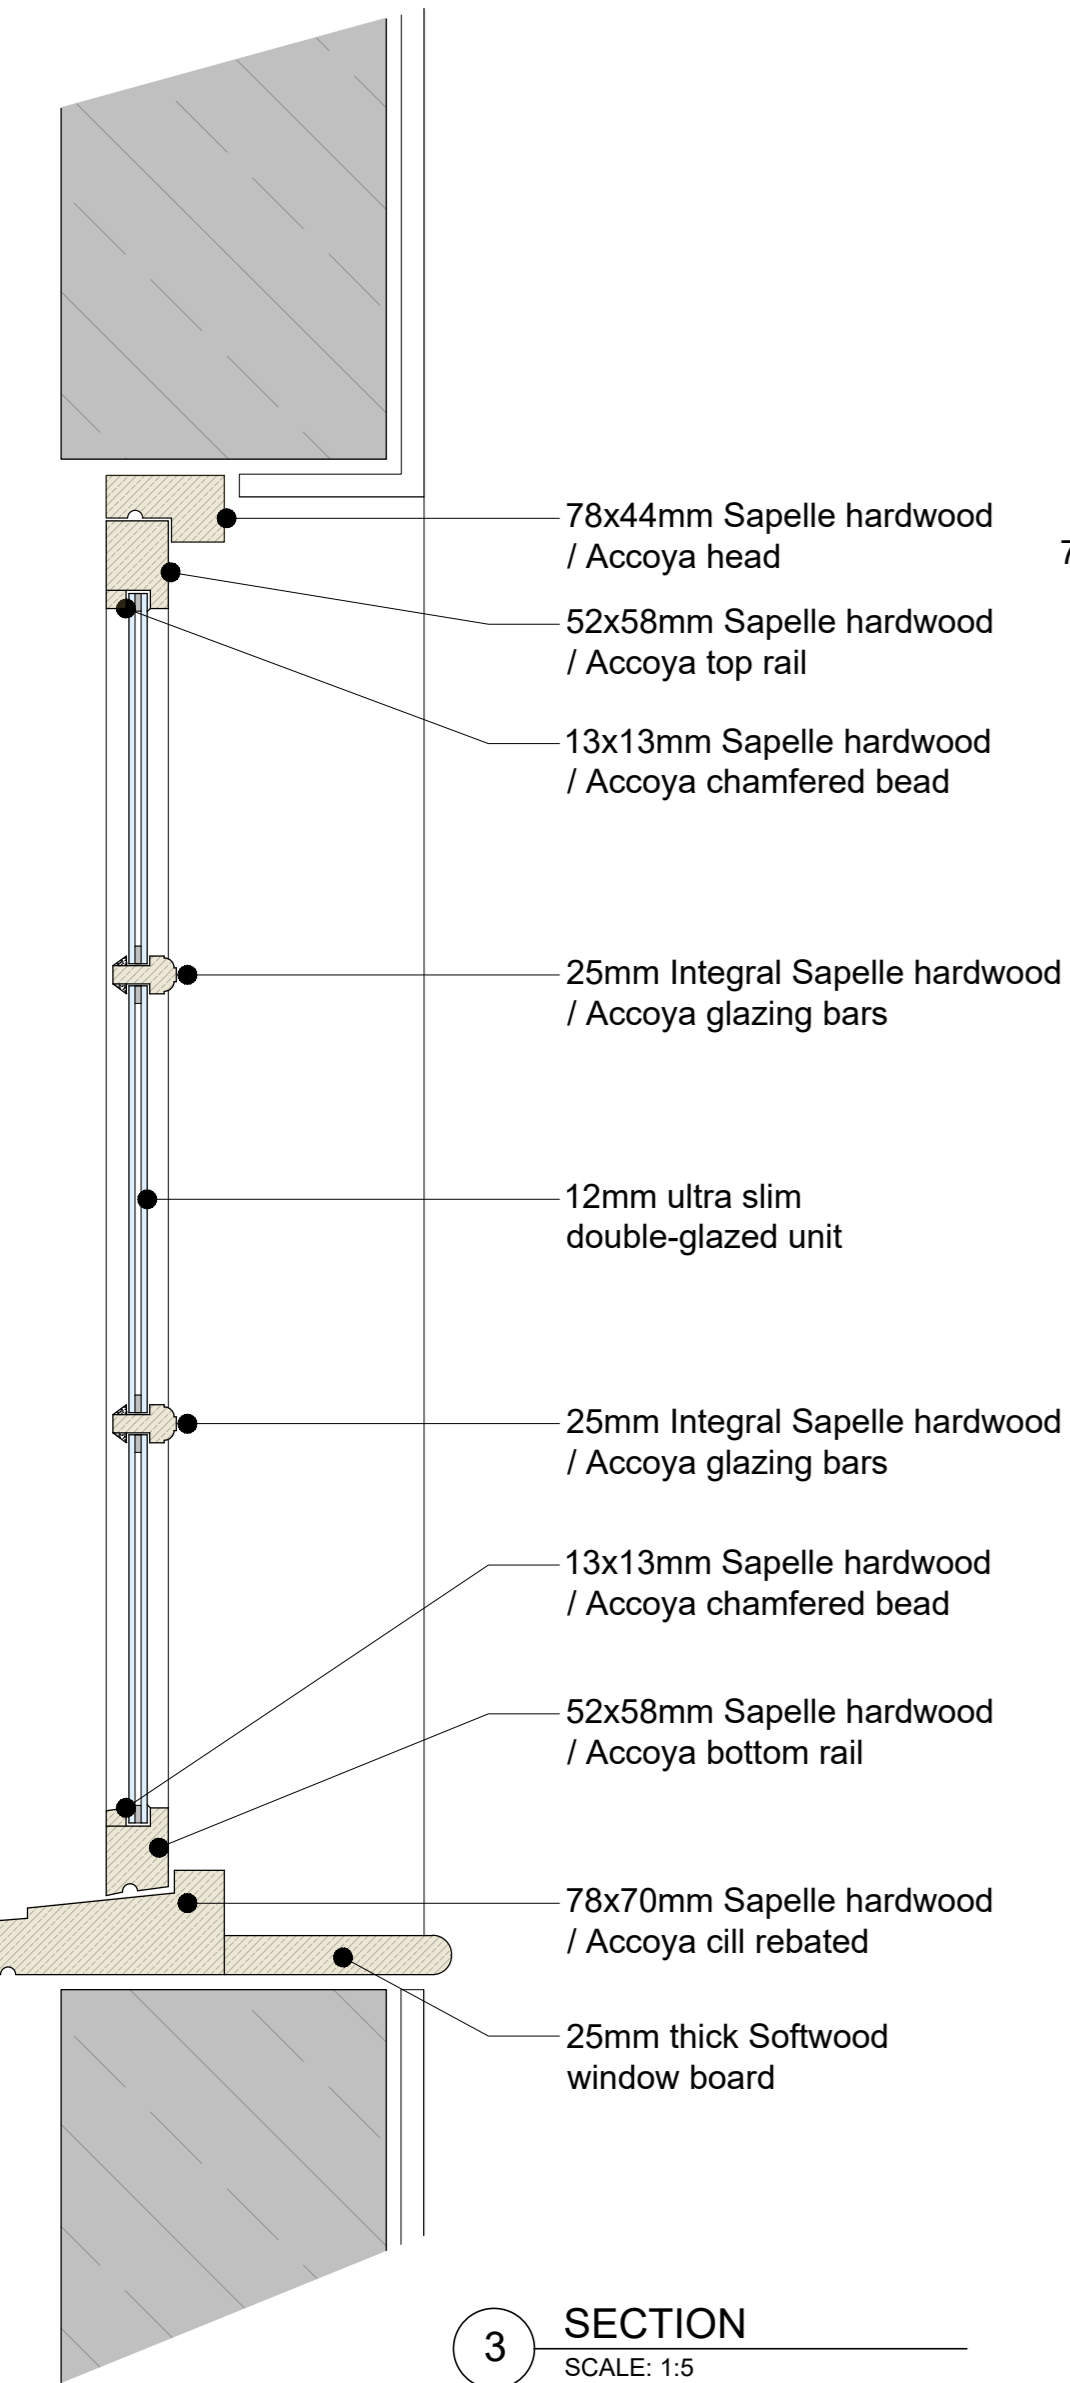 78x44mm Sapelle hardwood
/ Accoya head
7
52x58mm Sapelle hardwood
/ Accoya top rail
13x13mm Sapelle hardwood
/ Accoya chamfered bead
25mm Integral Sapelle hardwood
/ Accoya glazing bars
12mm ultra slim
double-glazed unit
25mm Integral Sapelle hardwood
/ Accoya glazing bars
13x13mm Sapelle hardwood
/ Accoya chamfered bead
52x58mm Sapelle hardwood
/ Accoya bottom rail
78x70mm Sapelle hardwood
/ Accoya cill rebated
25mm thick Softwood
window board
3
SECTION
SCALE: 1:5